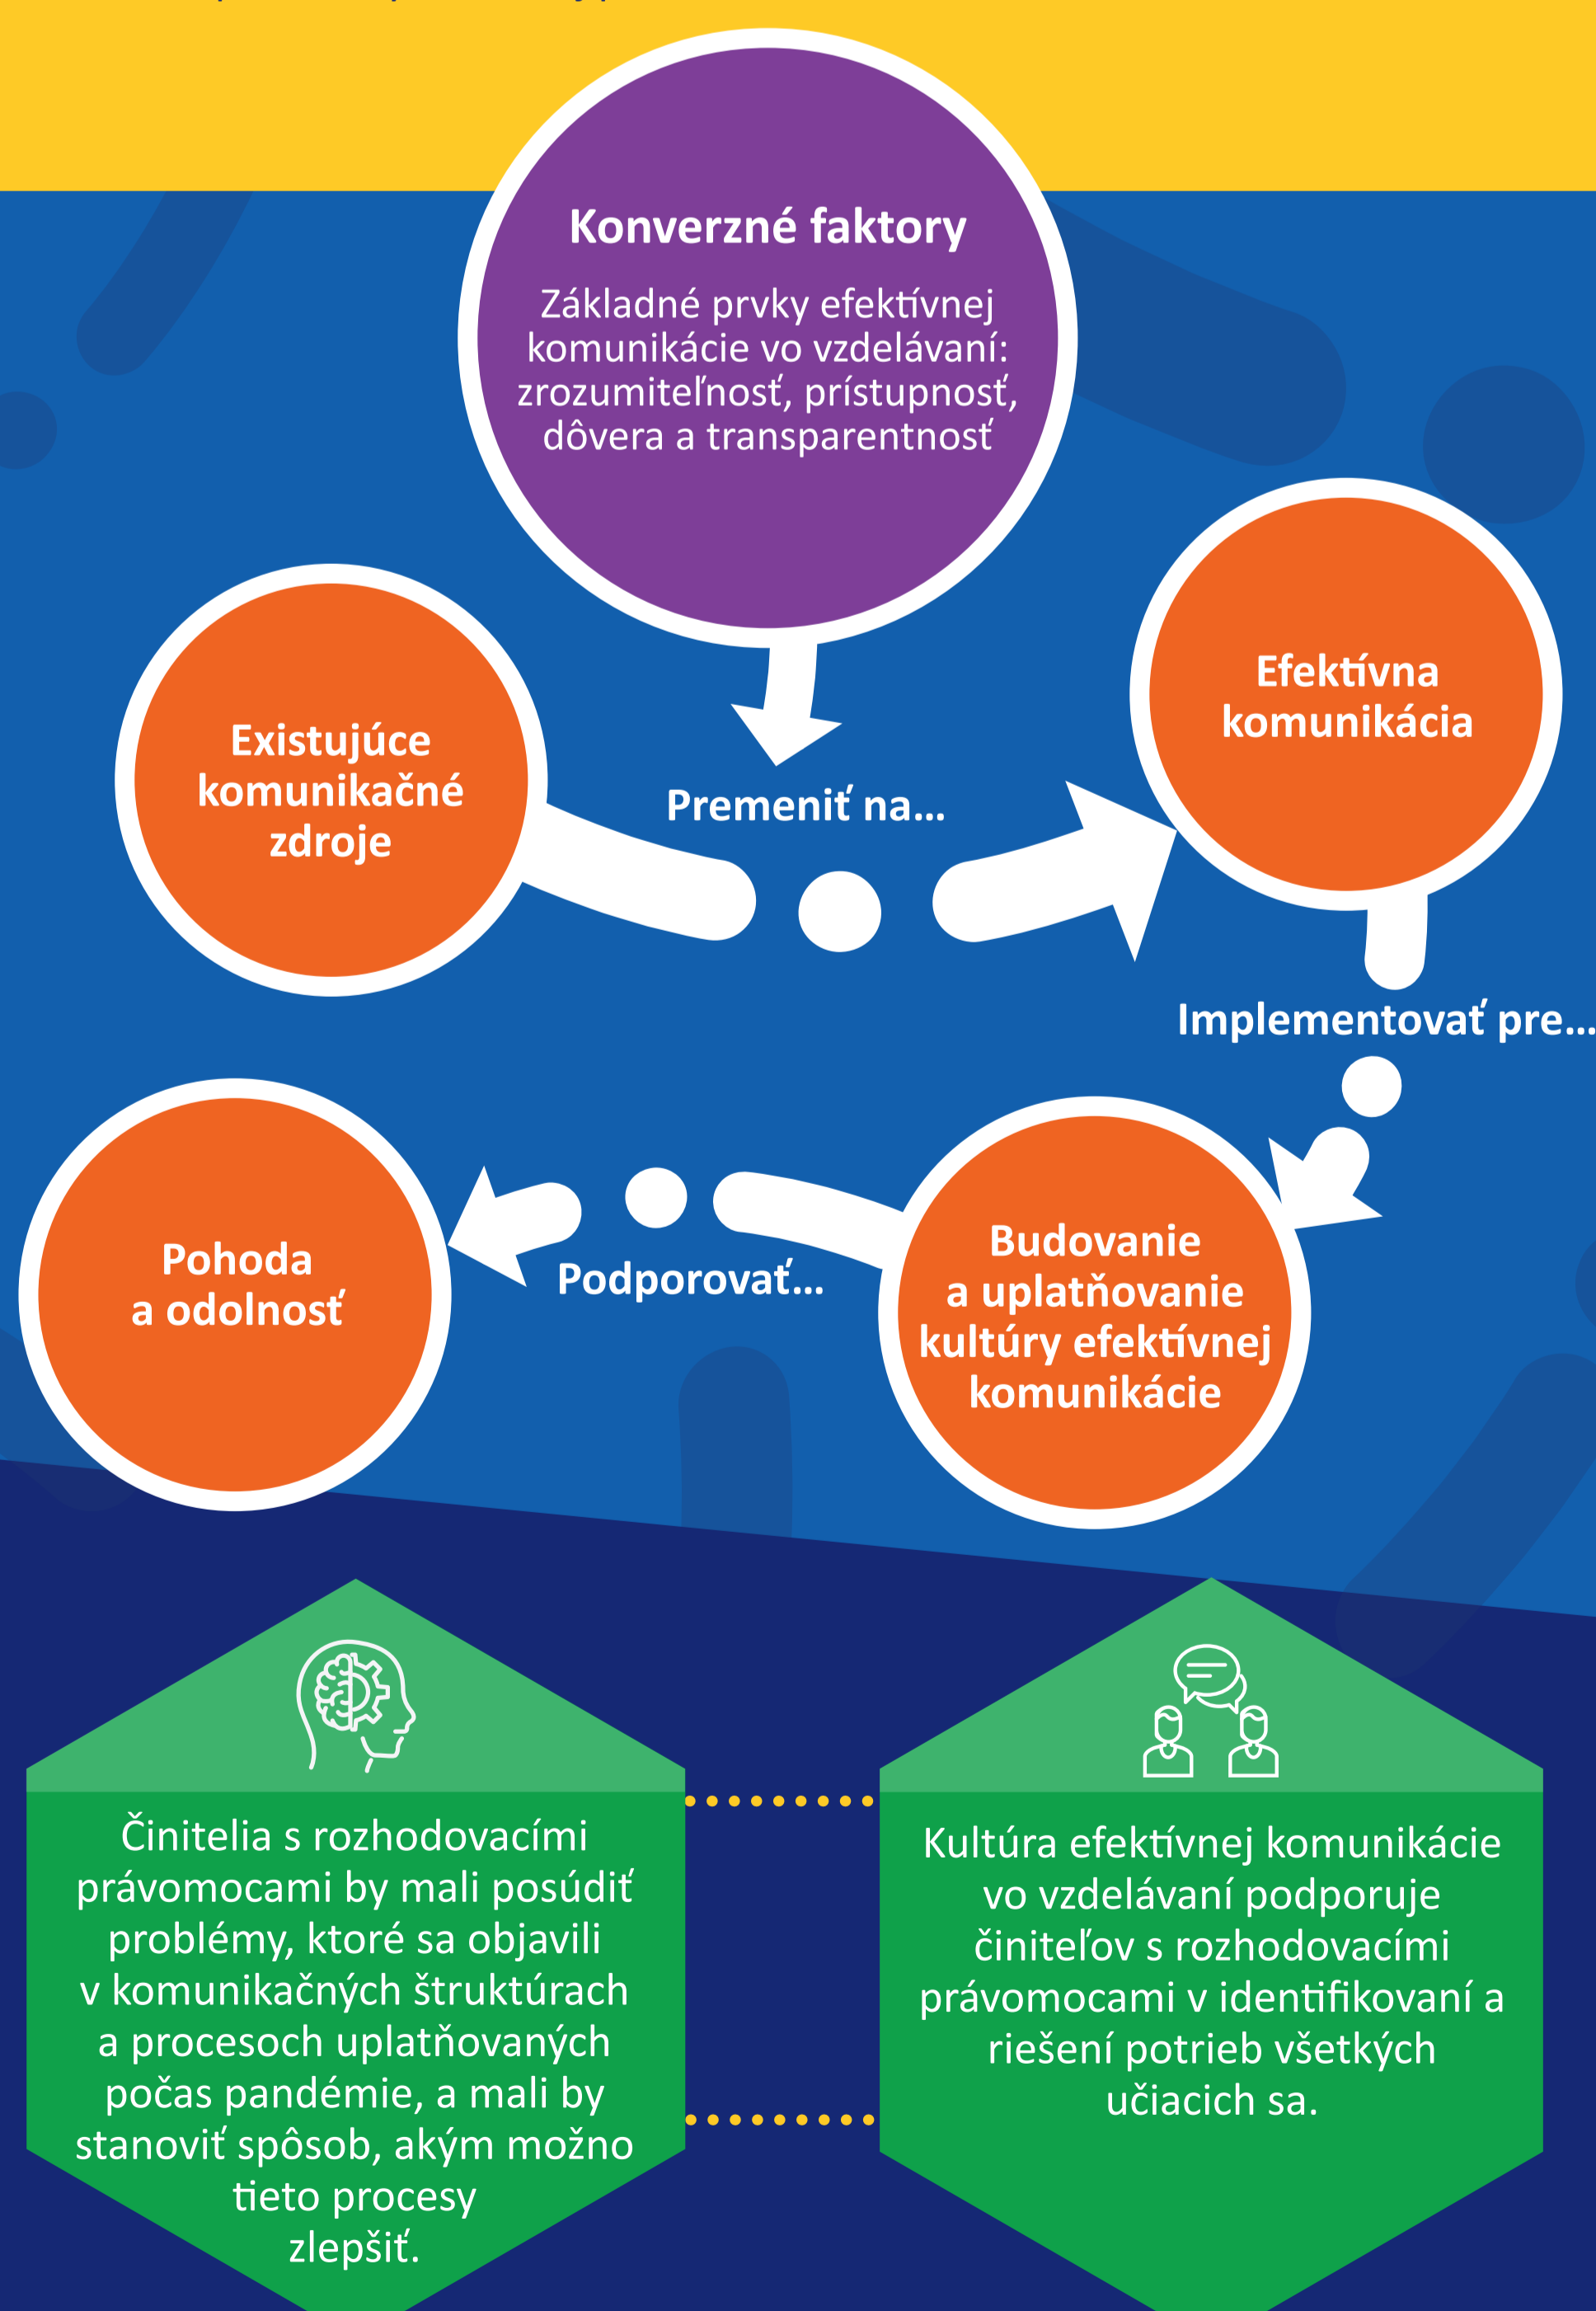 Konverzné faktory
Základné prvky efektívnej
komunikácie vo vzdelávaní:
zrozumiteľnosť, prístupnosť,
dôvera a transparentnosť
Existujúce
komunikačné
zdroje
Premeniť na...
Efektívna
komunikácia
Implementovať pre...
Budovanie
a uplatňovanie
kultúry efektívnej
komunikácie
Podporovať...
Pohoda
a odolnosť
Činitelia s rozhodovacími
právomocami by mali posúdiť
problémy, ktoré sa objavili
v komunikačných štruktúrach
a procesoch uplatňovaných
počas pandémie, a mali by
stanoviť spôsob, akým možno
tieto procesy
zlepšiť.
Kultúra efektívnej komunikácie
vo vzdelávaní podporuje
činiteľov s rozhodovacími
právomocami v identifikovaní a
riešení potrieb všetkých
učiacich sa.